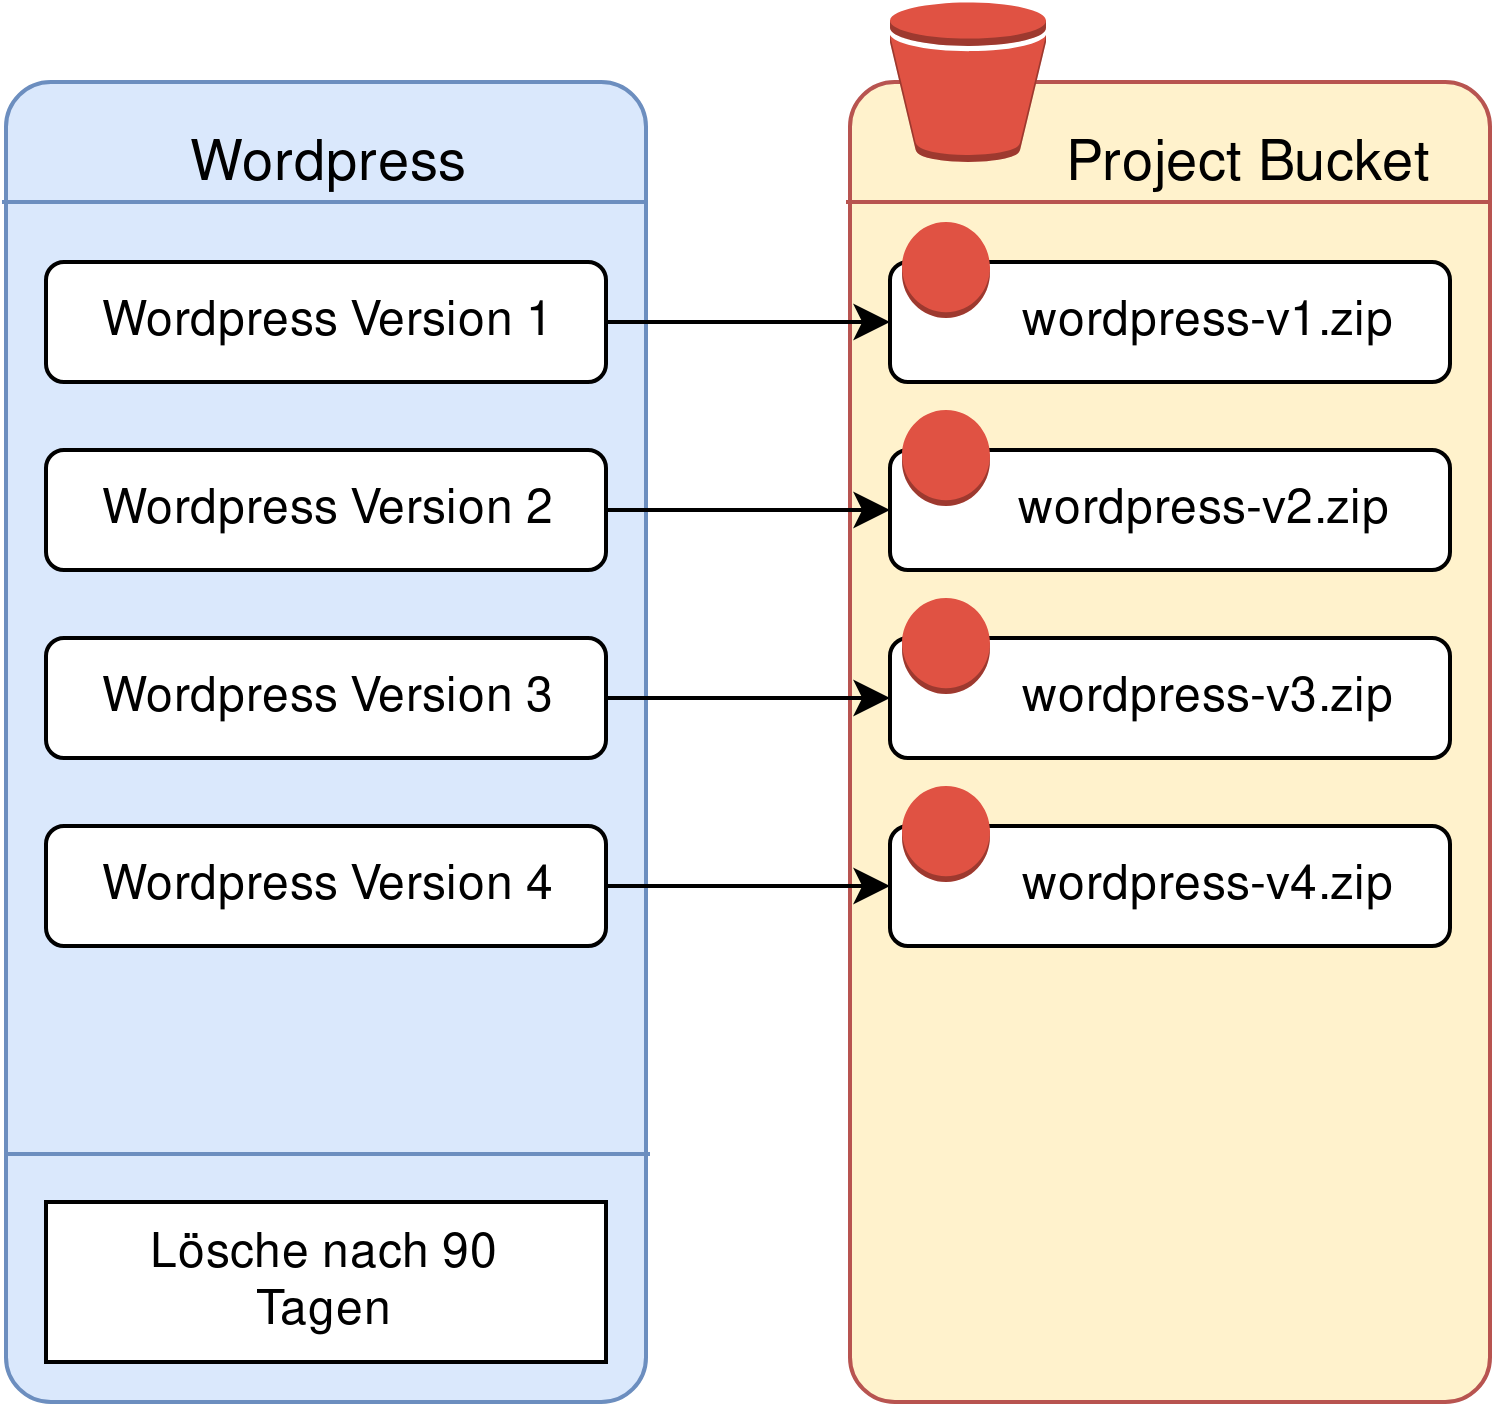 Wordpress
Project Bucket
Wordpress Version 1
wordpress-v1.zip
Wordpress Version 2
wordpress-v2.zip
Wordpress Version 3
wordpress-v3.zip
Wordpress Version 4
wordpress-v4.zip
Lösche nach 90
Tagen